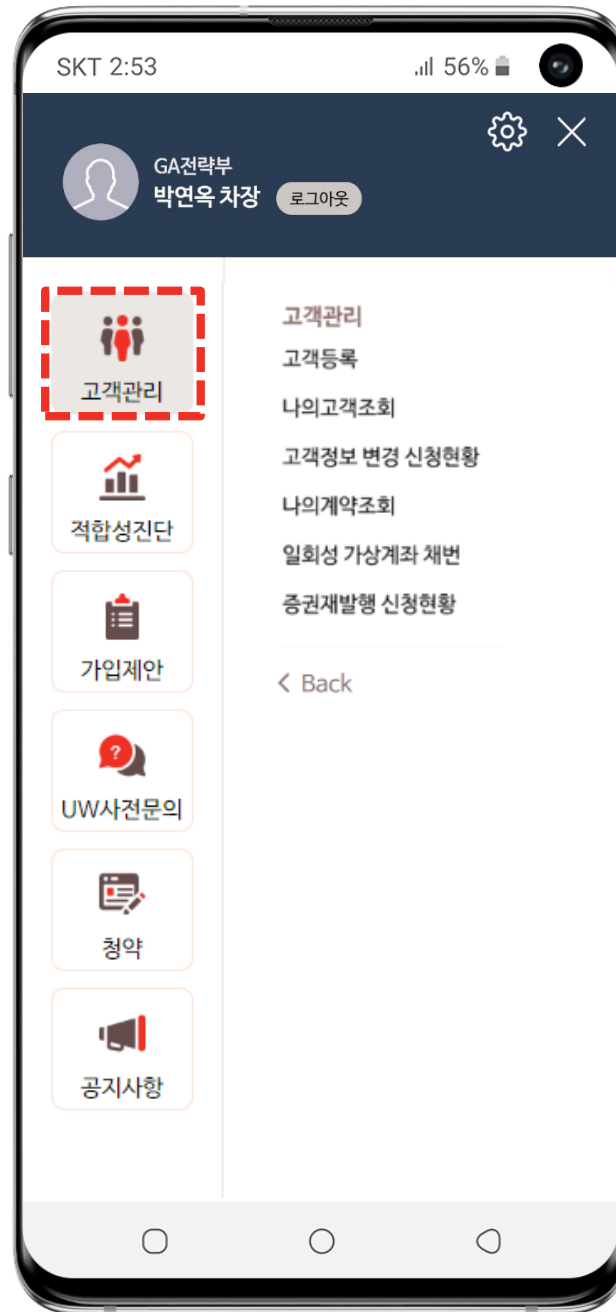 SKT 2:53
56%
GA전략부
박연옥 차장
로그아웃
고객관리
적합성진단
가입제안
?
UW사전문의
청약
공지사항
고객관리
고객등록
나의고객조회
고객정보 변경 신청현황
나의계약조회
일회성 가상계좌 채번
증권재발행 신청현황
< Back